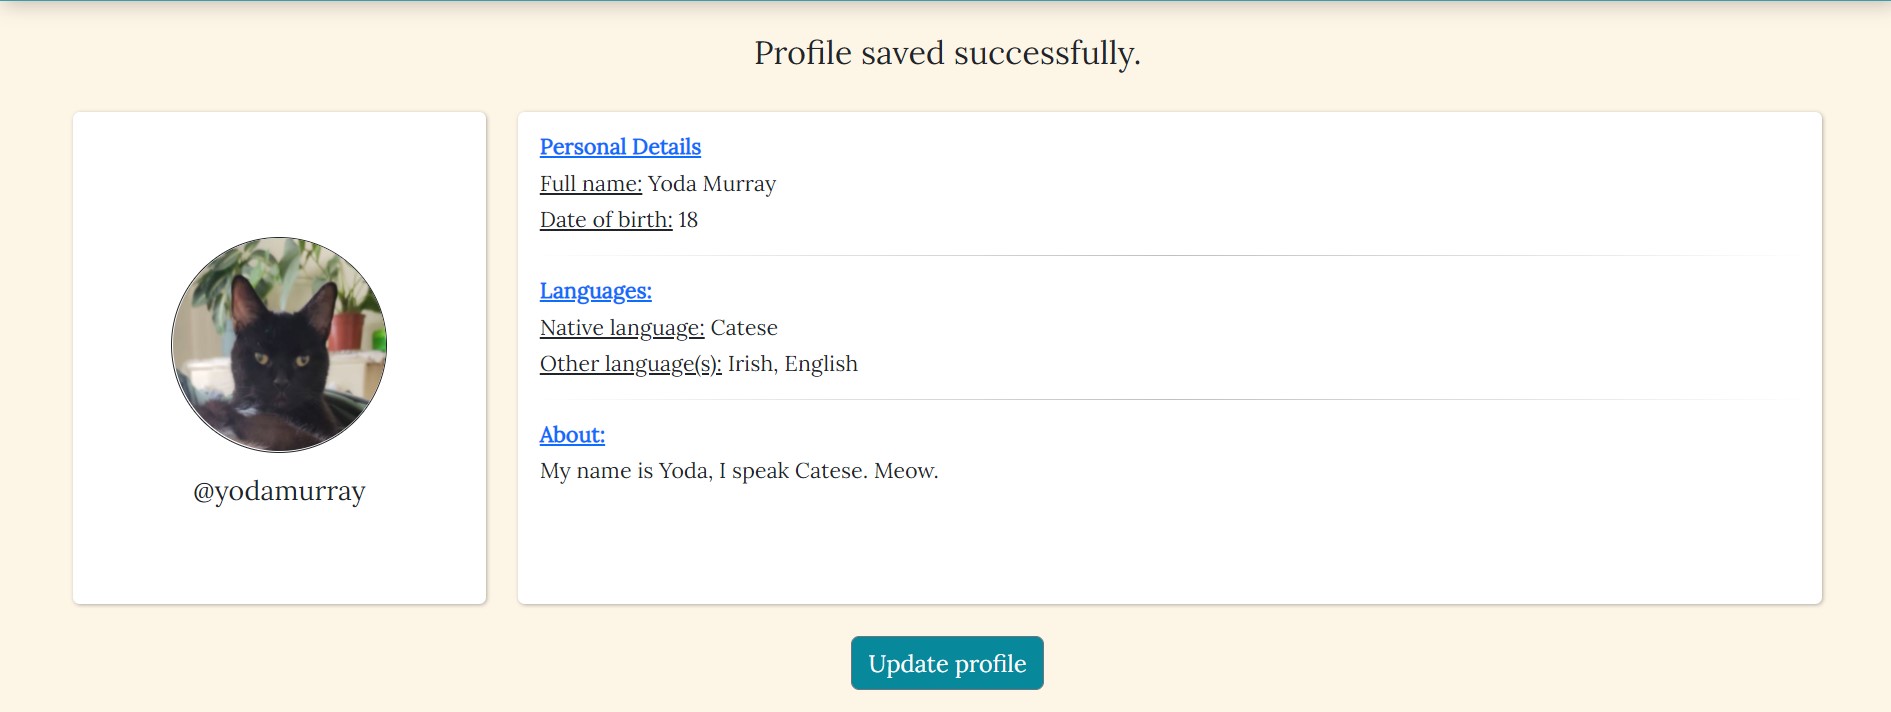 Profile saved successfully.
@yodamurray
Personal Details
Full name: Yoda Murray
Date of birth: 18
Languages:
Native language: Catese
Other language(s): Irish, English
About:
My name is Yoda, I speak Catese. Meow.
Update profile